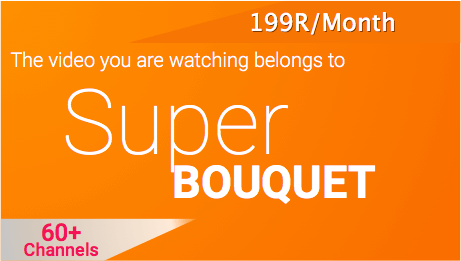 199R/Month
The video you are watching belongs to
Super
BOUQUET
60+
Channels